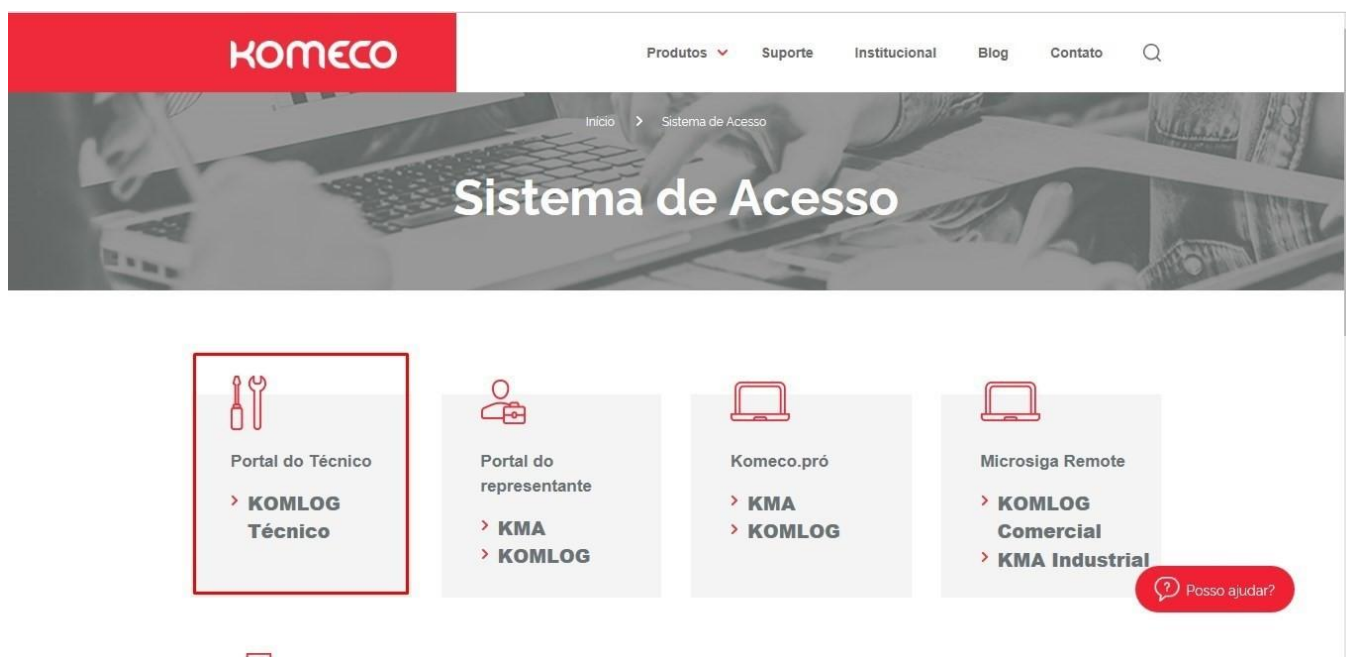 KOMECO
Produtos Suporte Institucional Blog Contato
Início > Sistema de Acesso
Sistema de Acesso
Portal do Técnico
> KOMLOG
Técnico
Portal do
representante
> KMA
> KOMLOG
Komeco.pró
> KMA
> KOMLOG
Microsiga Remote
> KOMLOG
Comercial
> KMA Industrial
? Posso ajudar?